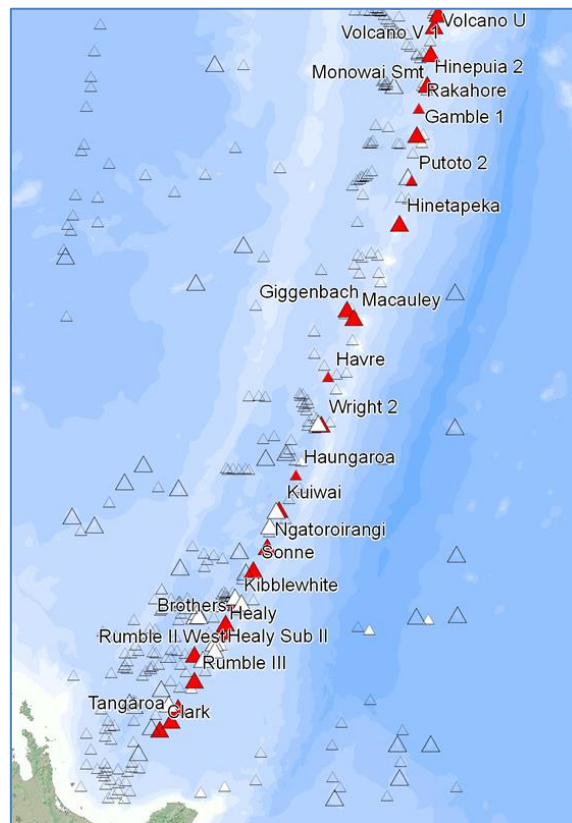 Volcano U
Volcano V 1
Hinepuia 2
Monowai Smt
Rakahore
Gamble 1
Putoto 2
Hinetapeka
Giggenbach
Macauley
Havre
Wright 2
Haungaroa
Kuiwai
Ngatoroirangi
Sonne
Kibblewhite
Brothers
Healy
Rumble II West Healy Sub II
Rumble III
Tangaroa
Clark